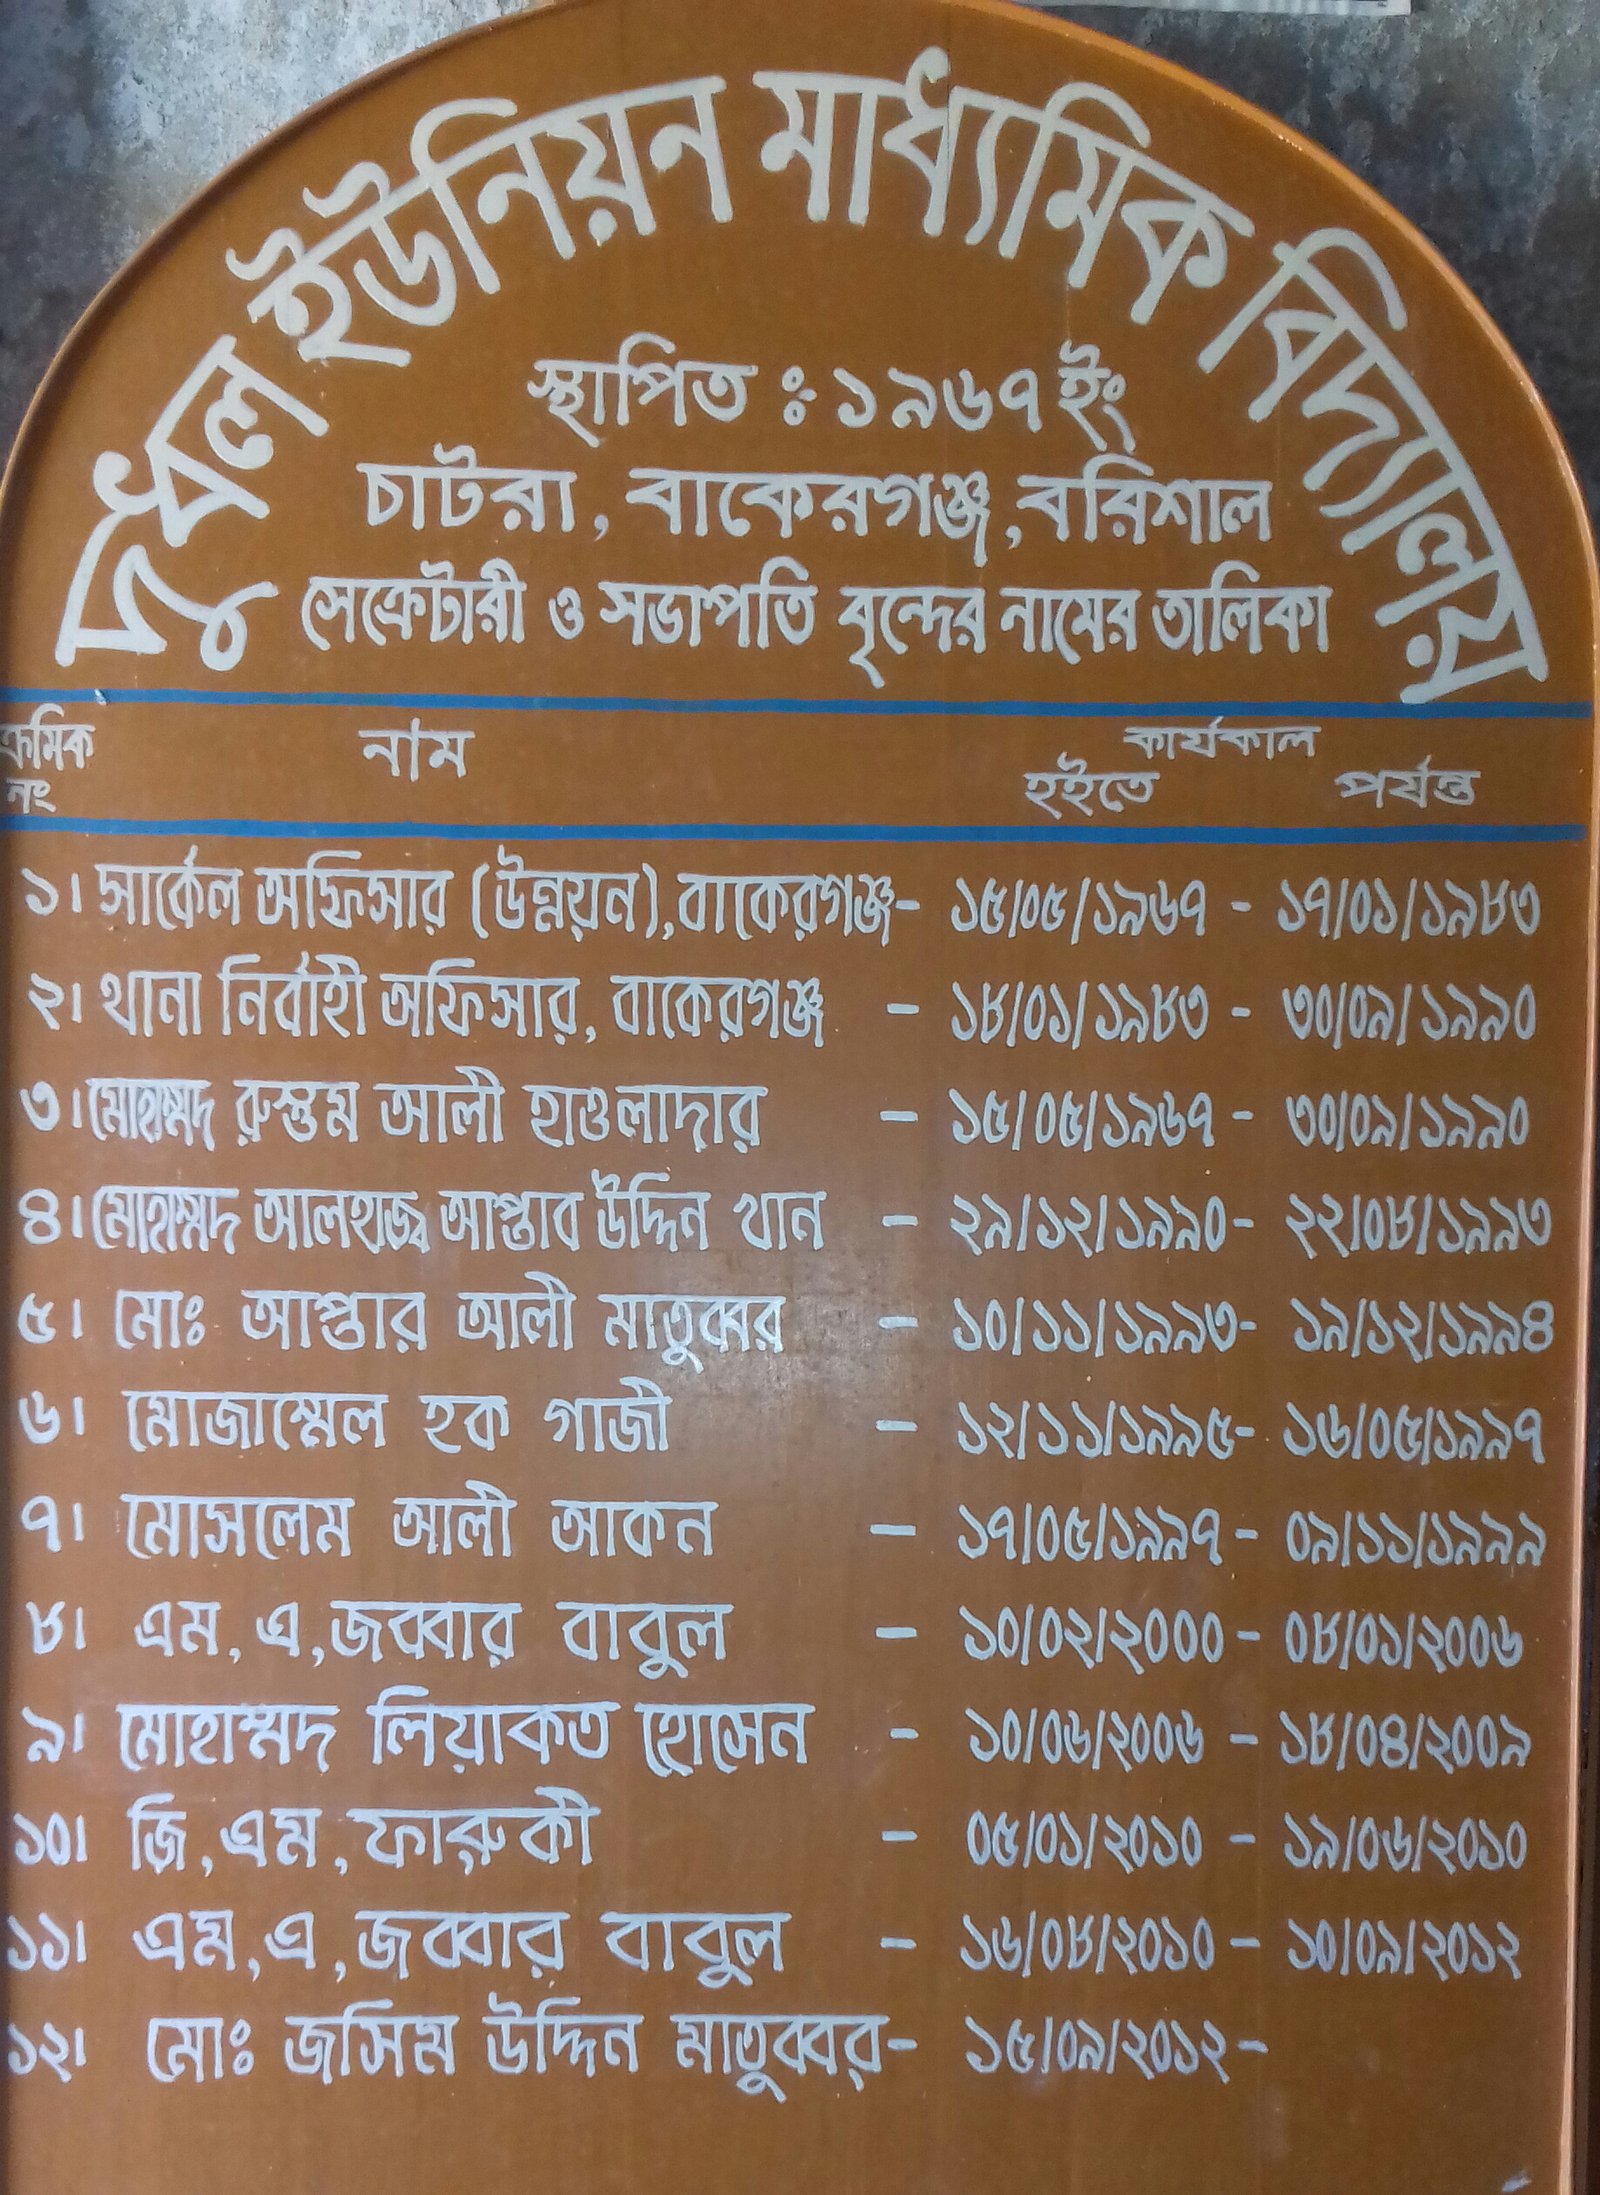 দুধল ইউনিয়ন মাধ্যমিক বিদ্যালয়
স্থাপিত : ১৯৬৭ ইং
চাটরা, বাকেরগঞ্জ, বরিশাল
সেক্রেটারী ও সভাপতি বৃন্দের নামের তালিকা
ক্রমিক নং নাম কার্যকাল
হইতে পর্যন্ত
১। সার্কেল অফিসার (উন্নয়ন), বাকেরগঞ্জ - ১৫/০৫/১৯৬৭ - ১৭/০১/১৯৮৩
২। থানা নির্বাহী অফিসার, বাকেরগঞ্জ - ১৮/০১/১৯৮৩ - ৩০/০৯/১৯৯০
৩। মোহাম্মদ রুস্তম আলী হাওলাদার - ১৫/০৫/১৯৬৭ - ৩০/০৯/১৯৯০
৪। মোহাম্মদ আলহাজ্ব আপ্তাব উদ্দিন খান - ২৯/১২/১৯৯০ - ২২/০৮/১৯৯৩
৫। মোঃ আপ্তার আলী মাতুব্বর - ১০/১১/১৯৯৩ - ১৯/১২/১৯৯৪
৬। মোজাম্মেল হক গাজী - ১২/১১/১৯৯৫ - ১৬/০৫/১৯৯৭
৭। মোসলেম আলী আকন - ১৭/০৫/১৯৯৭ - ০৯/১১/১৯৯৯
৮। এম, এ, জব্বার বাবুল - ১০/০২/২০০০ - ০৮/০১/২০০৬
৯। মোহাম্মদ লিয়াকত হোসেন - ১০/০৬/২০০৬ - ১৮/০৪/২০০৯
১০। জি, এম, ফারুকী - ০৫/০১/২০১০ - ১৯/০৬/২০১০
১১। এম, এ, জব্বার বাবুল - ১৬/০৮/২০১০ - ১০/০৯/২০১২
১২। মোঃ জসিম উদ্দিন মাতুব্বর - ১৫/০৯/২০১২ -